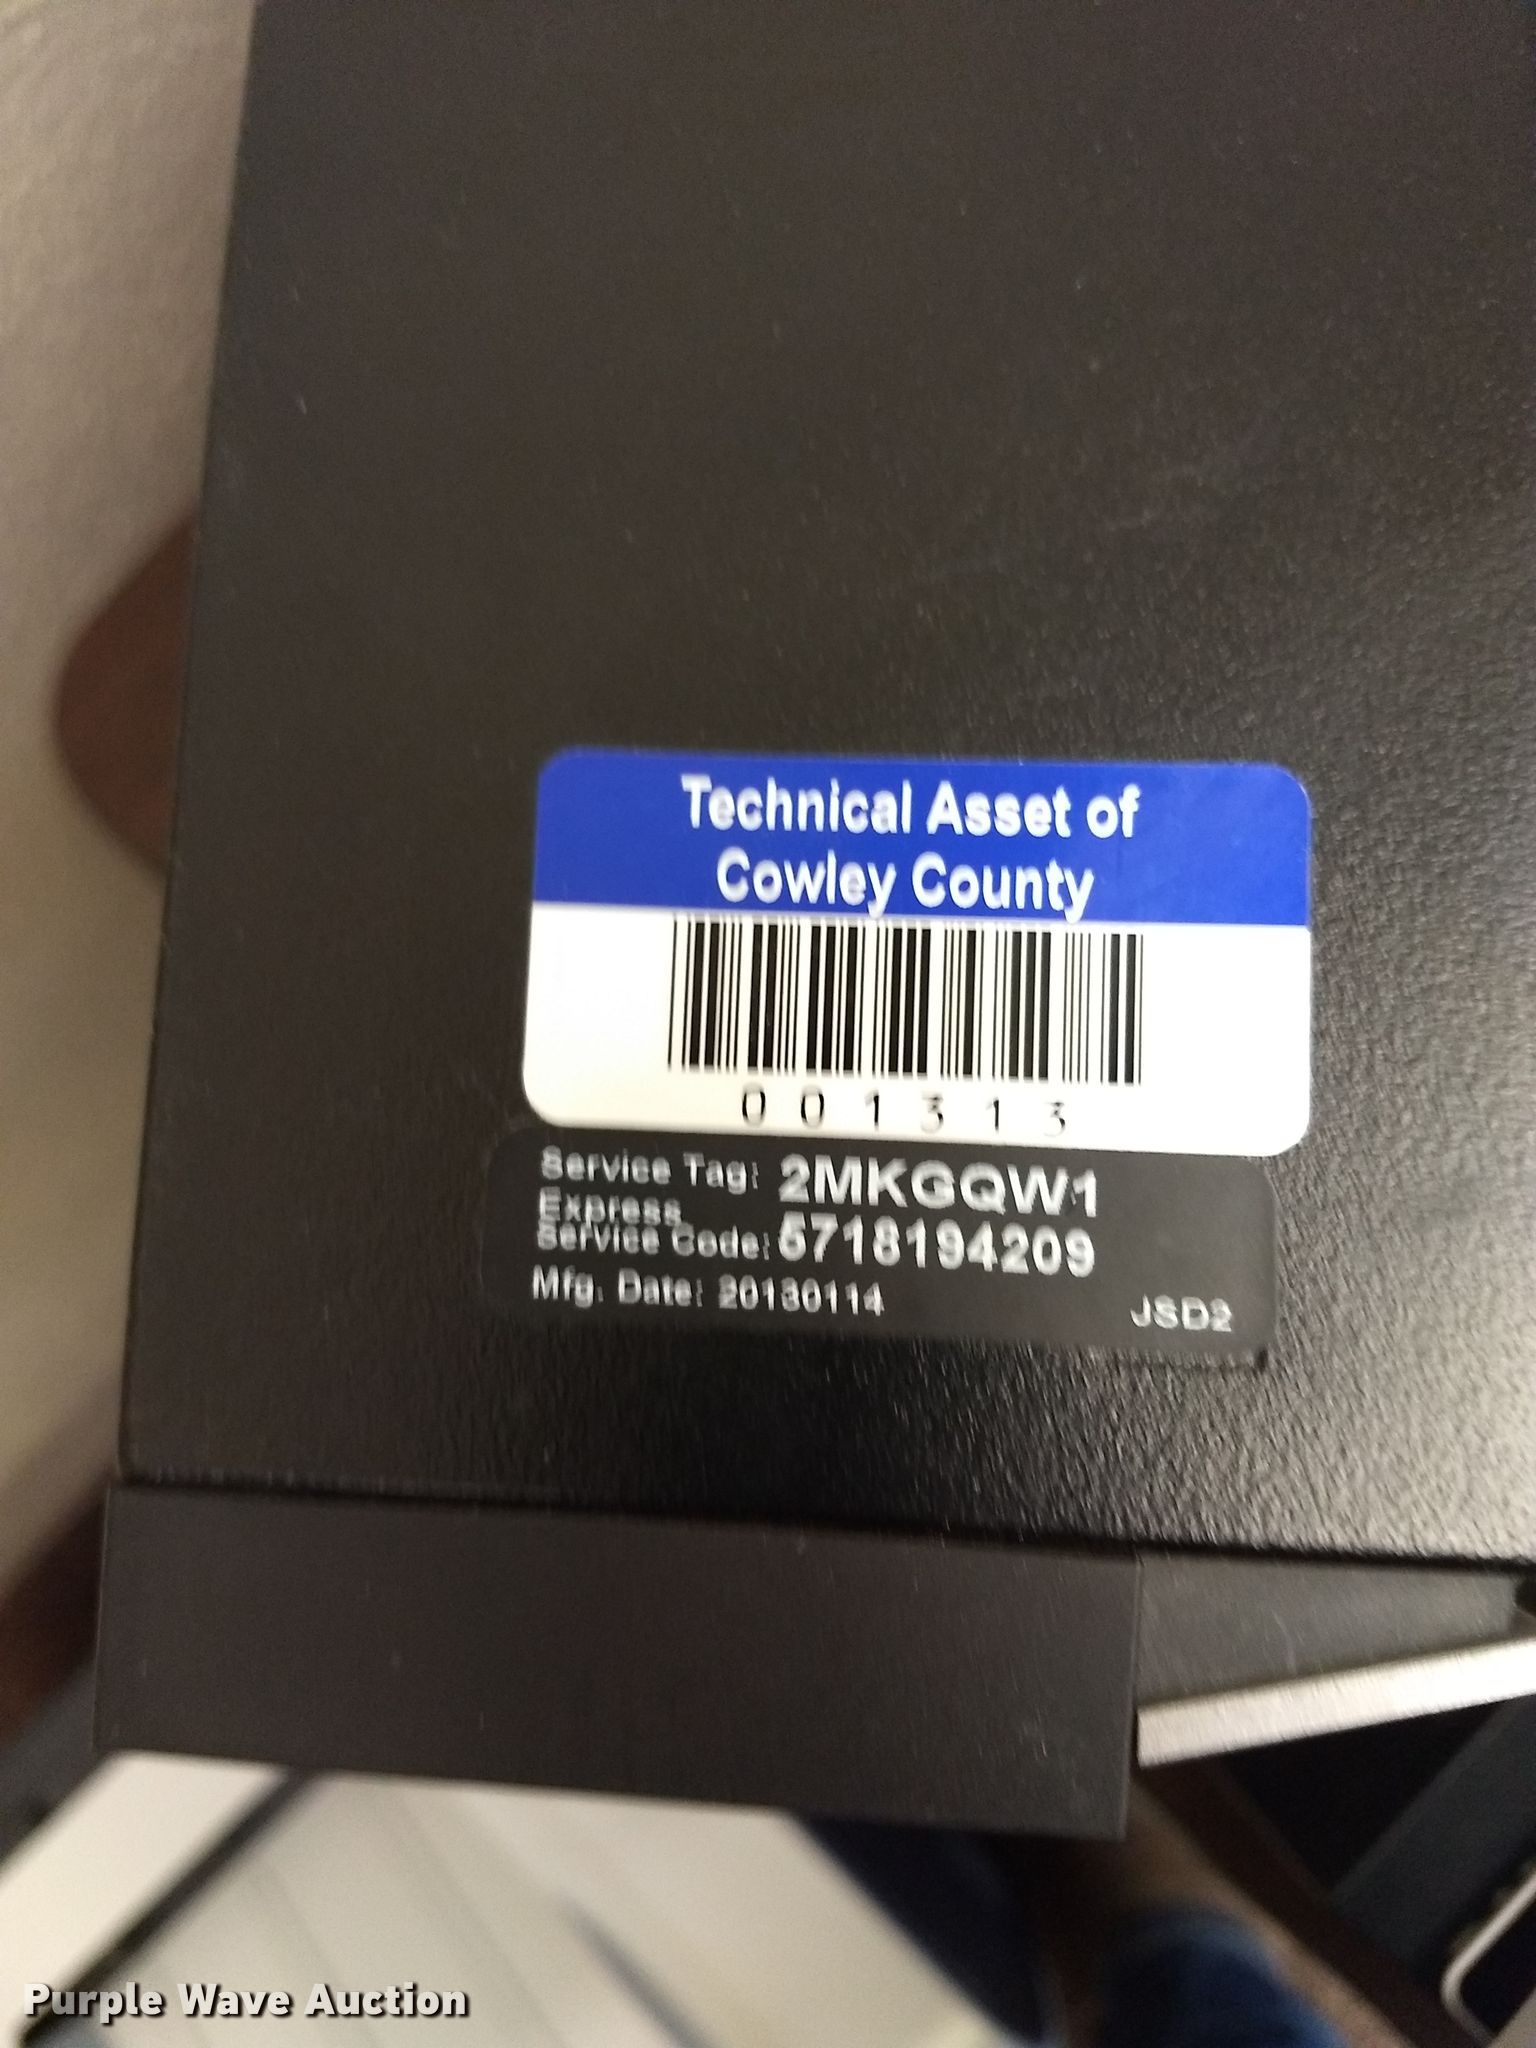 Technical Asset of
Cowley County
001313
Service Tag: 2MKGQW1
Express
Service Code: 5718194209
Mfg. Date: 20130114 JSD2
Purple Wave Auction